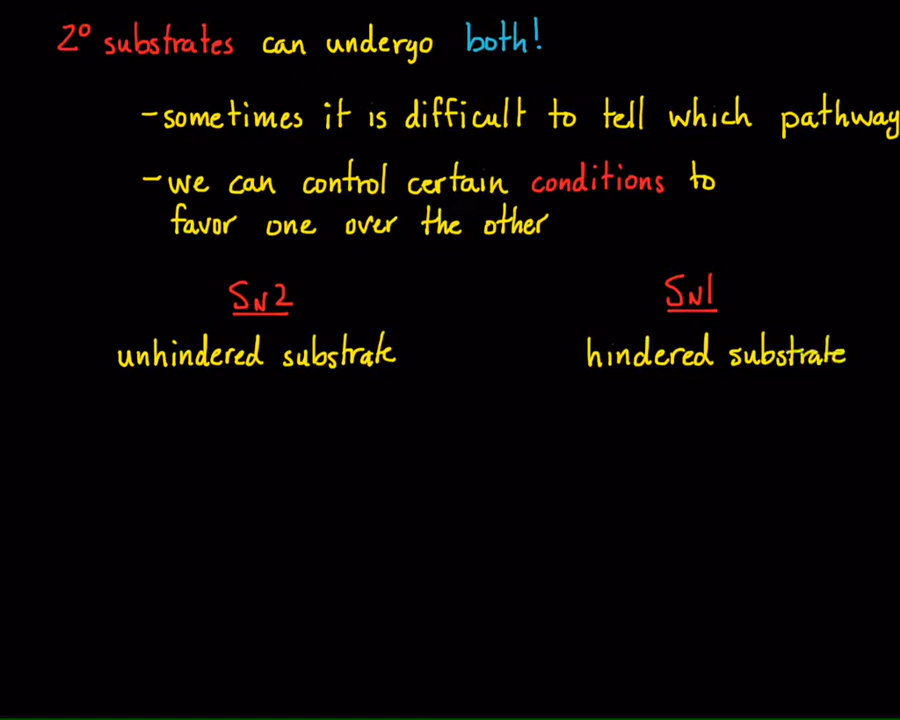 2° substrates can undergo both!
- sometimes it is difficult to tell which pathway
- we can control certain conditions to
favor one over the other
SN2
SN1
unhindered substrate
hindered substrate